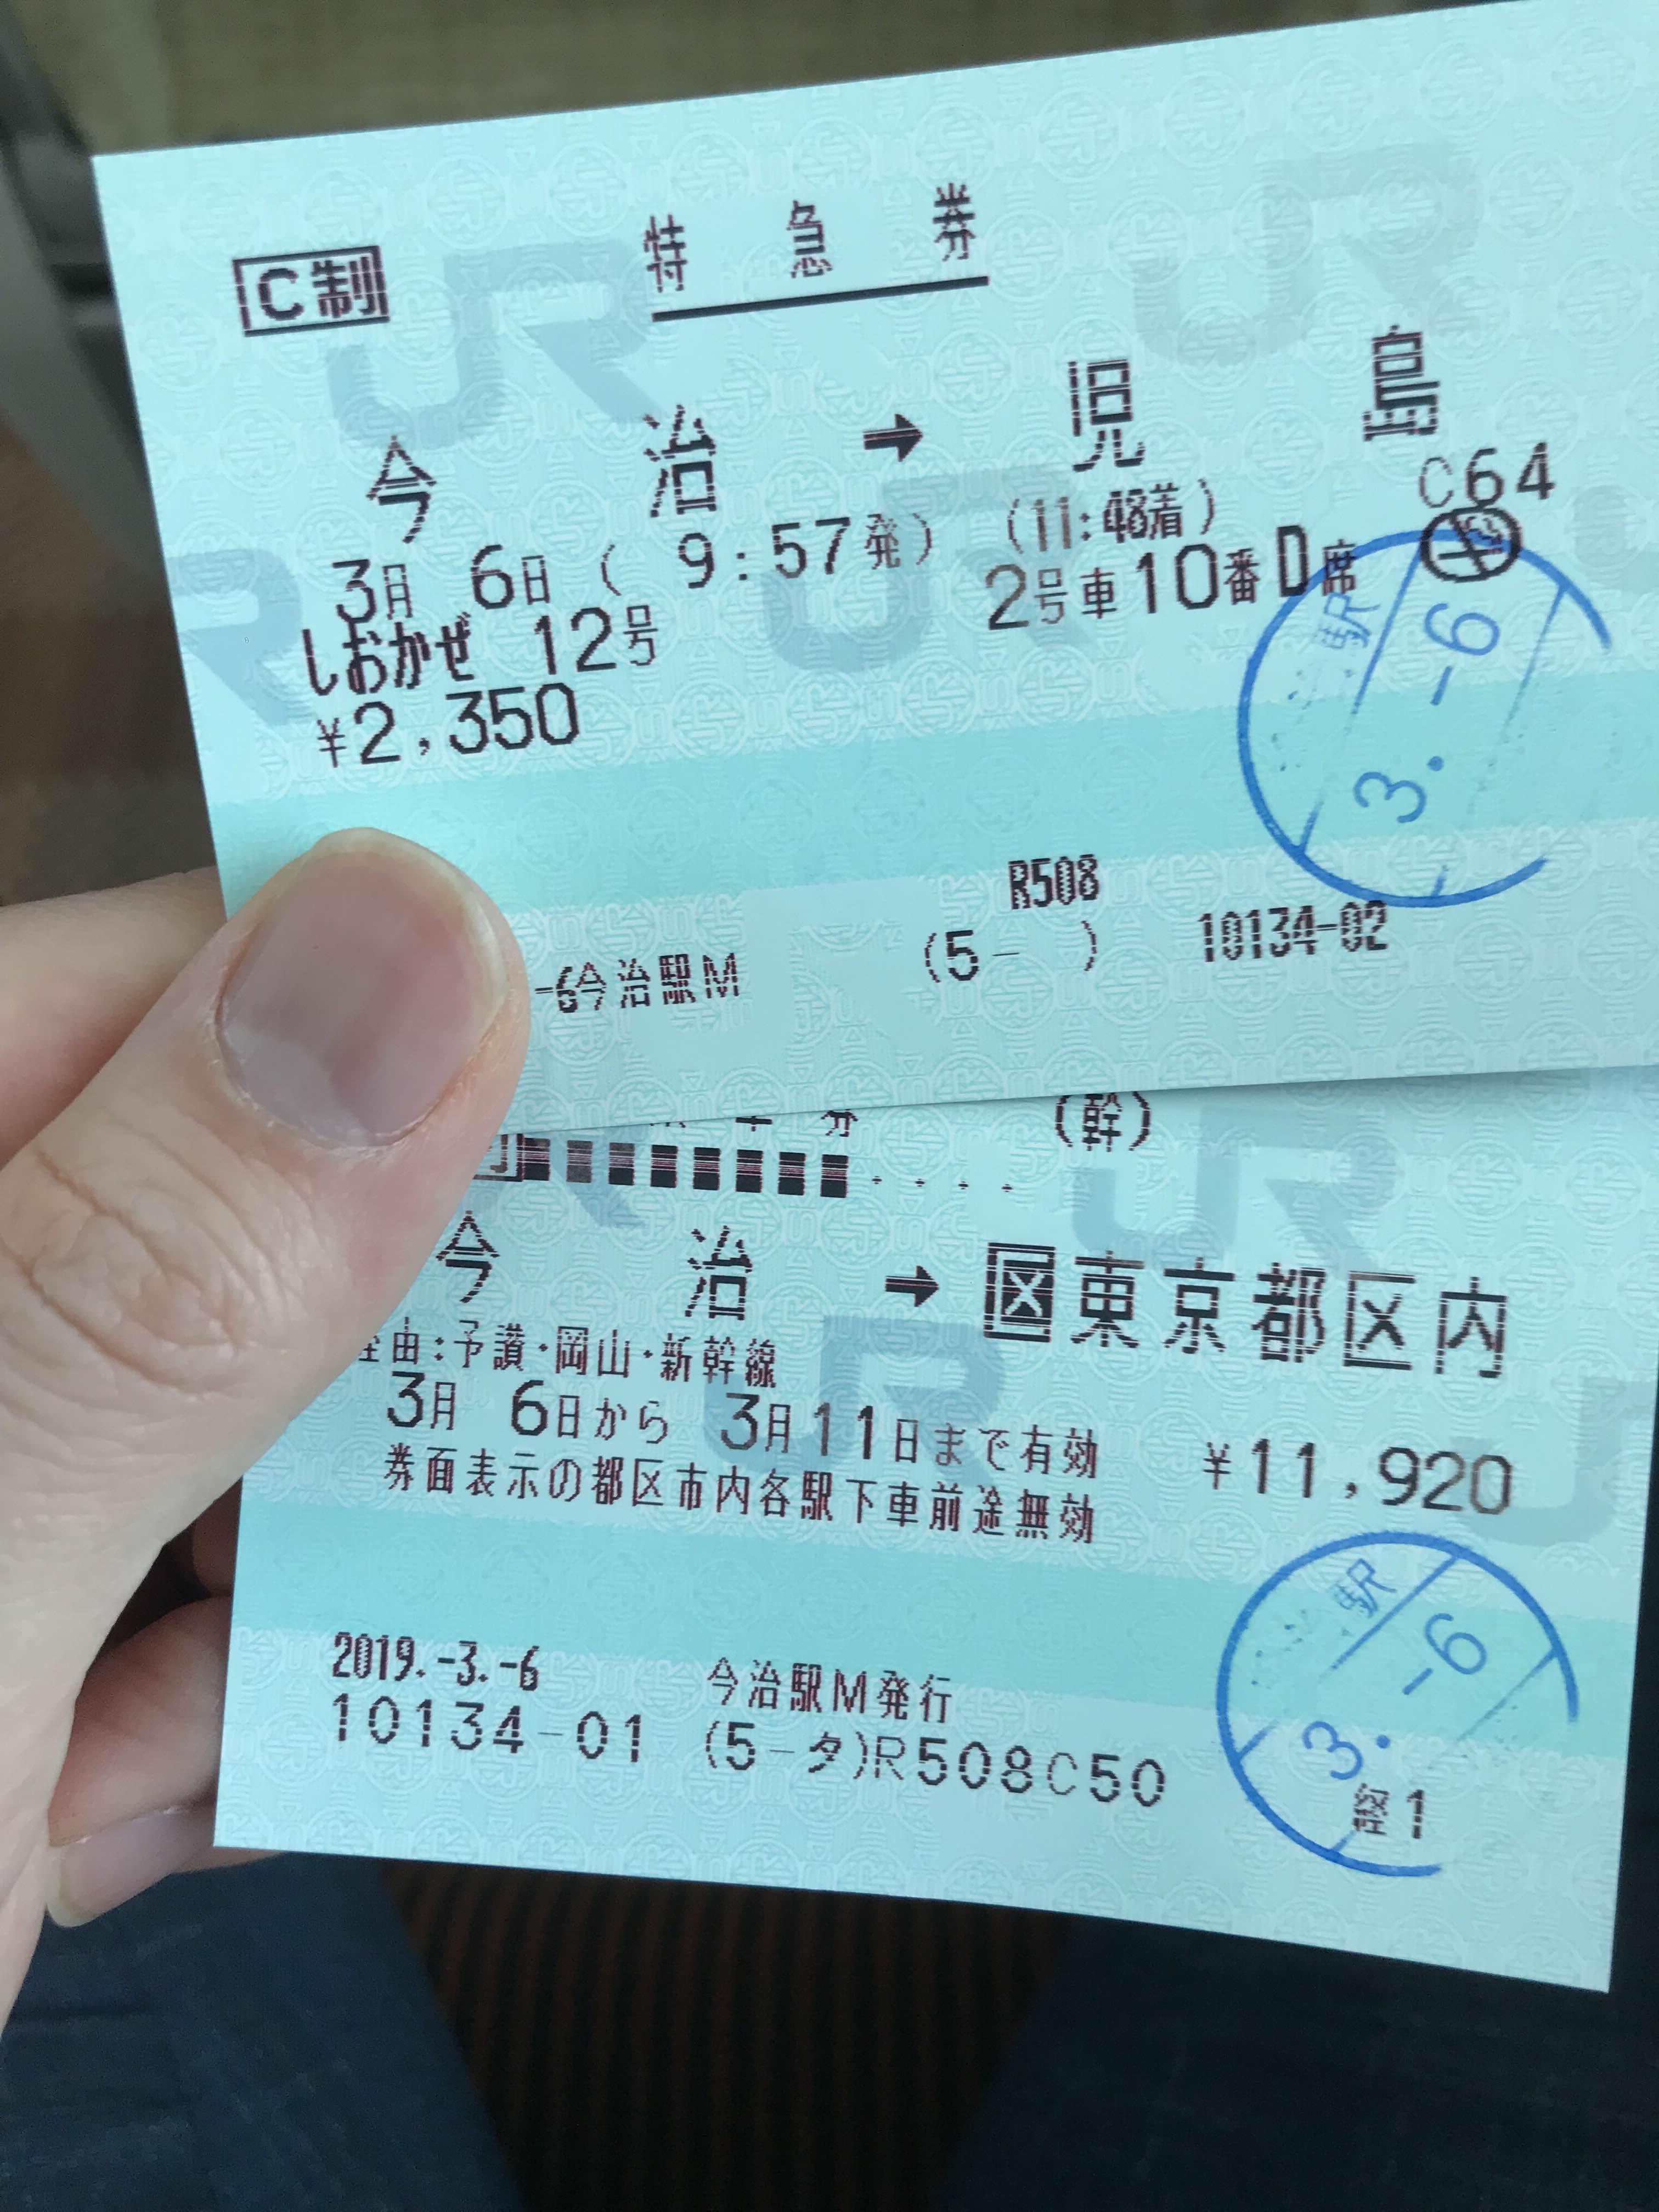 C制 特急券
今治 → 児島
C64
3月 6日 ( 9:57発) (11:48着)
しおかぜ 12号 2号車10番D席
¥2,350
駅
3.-6
R508
-6今治駅M (5- ) 10134-02
(幹)
今治 → 区東京都区内
経由:予讃・岡山・新幹線
3月 6日から 3月11日まで有効 ¥11,920
券面表示の都区市内各駅下車前途無効
駅
3.-6
2019.-3.-6 今治駅M発行
10134-01 (5-タ)R508C50
1